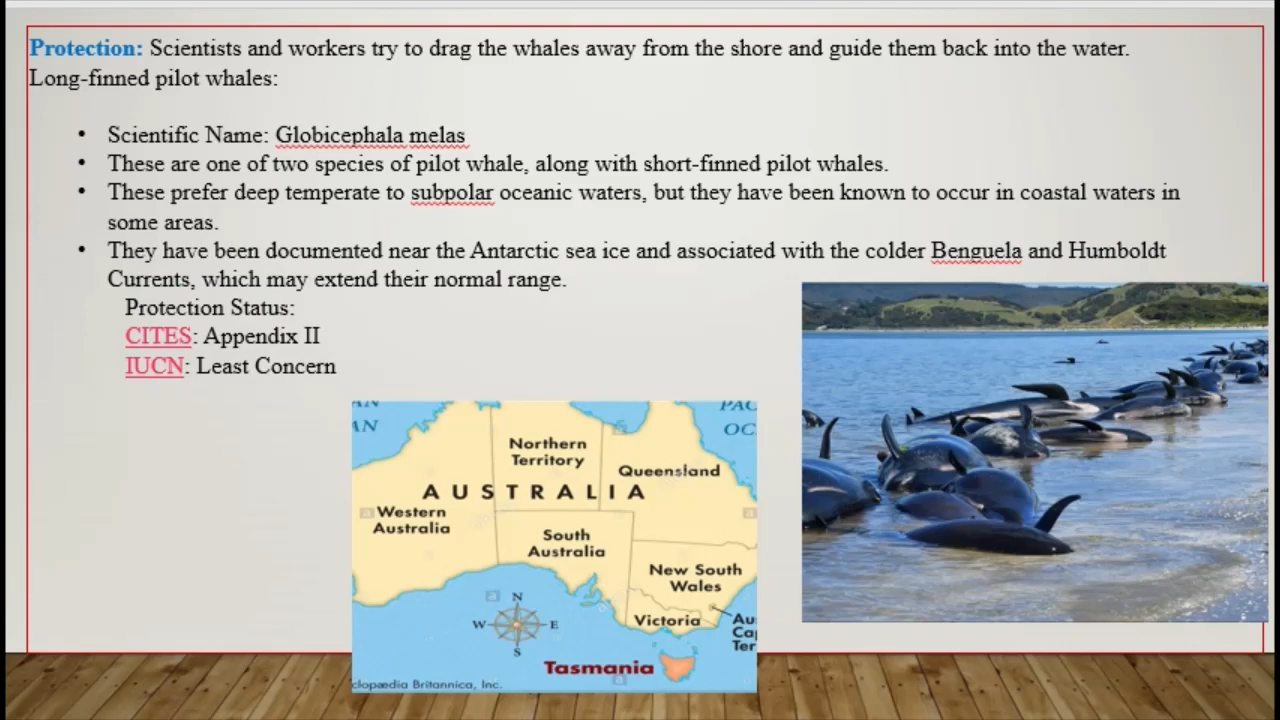 Protection: Scientists and workers try to drag the whales away from the shore and guide them back into the water.
Long-finned pilot whales:
• Scientific Name: Globicephala melas
• These are one of two species of pilot whale, along with short-finned pilot whales.
• These prefer deep temperate to subpolar oceanic waters, but they have been known to occur in coastal waters in
some areas.
• They have been documented near the Antarctic sea ice and associated with the colder Benguela and Humboldt
Currents, which may extend their normal range.
Protection Status:
CITES: Appendix II
IUCN: Least Concern
AN
AN
PAC
OC
Northern
Territory
Queensland
AUSTRALIA
Western
Australia
South
Australia
New South
Wales
Victoria
Au
Ca
Ter
N
W E
S
Tasmania
clopædia Britannica, Inc.